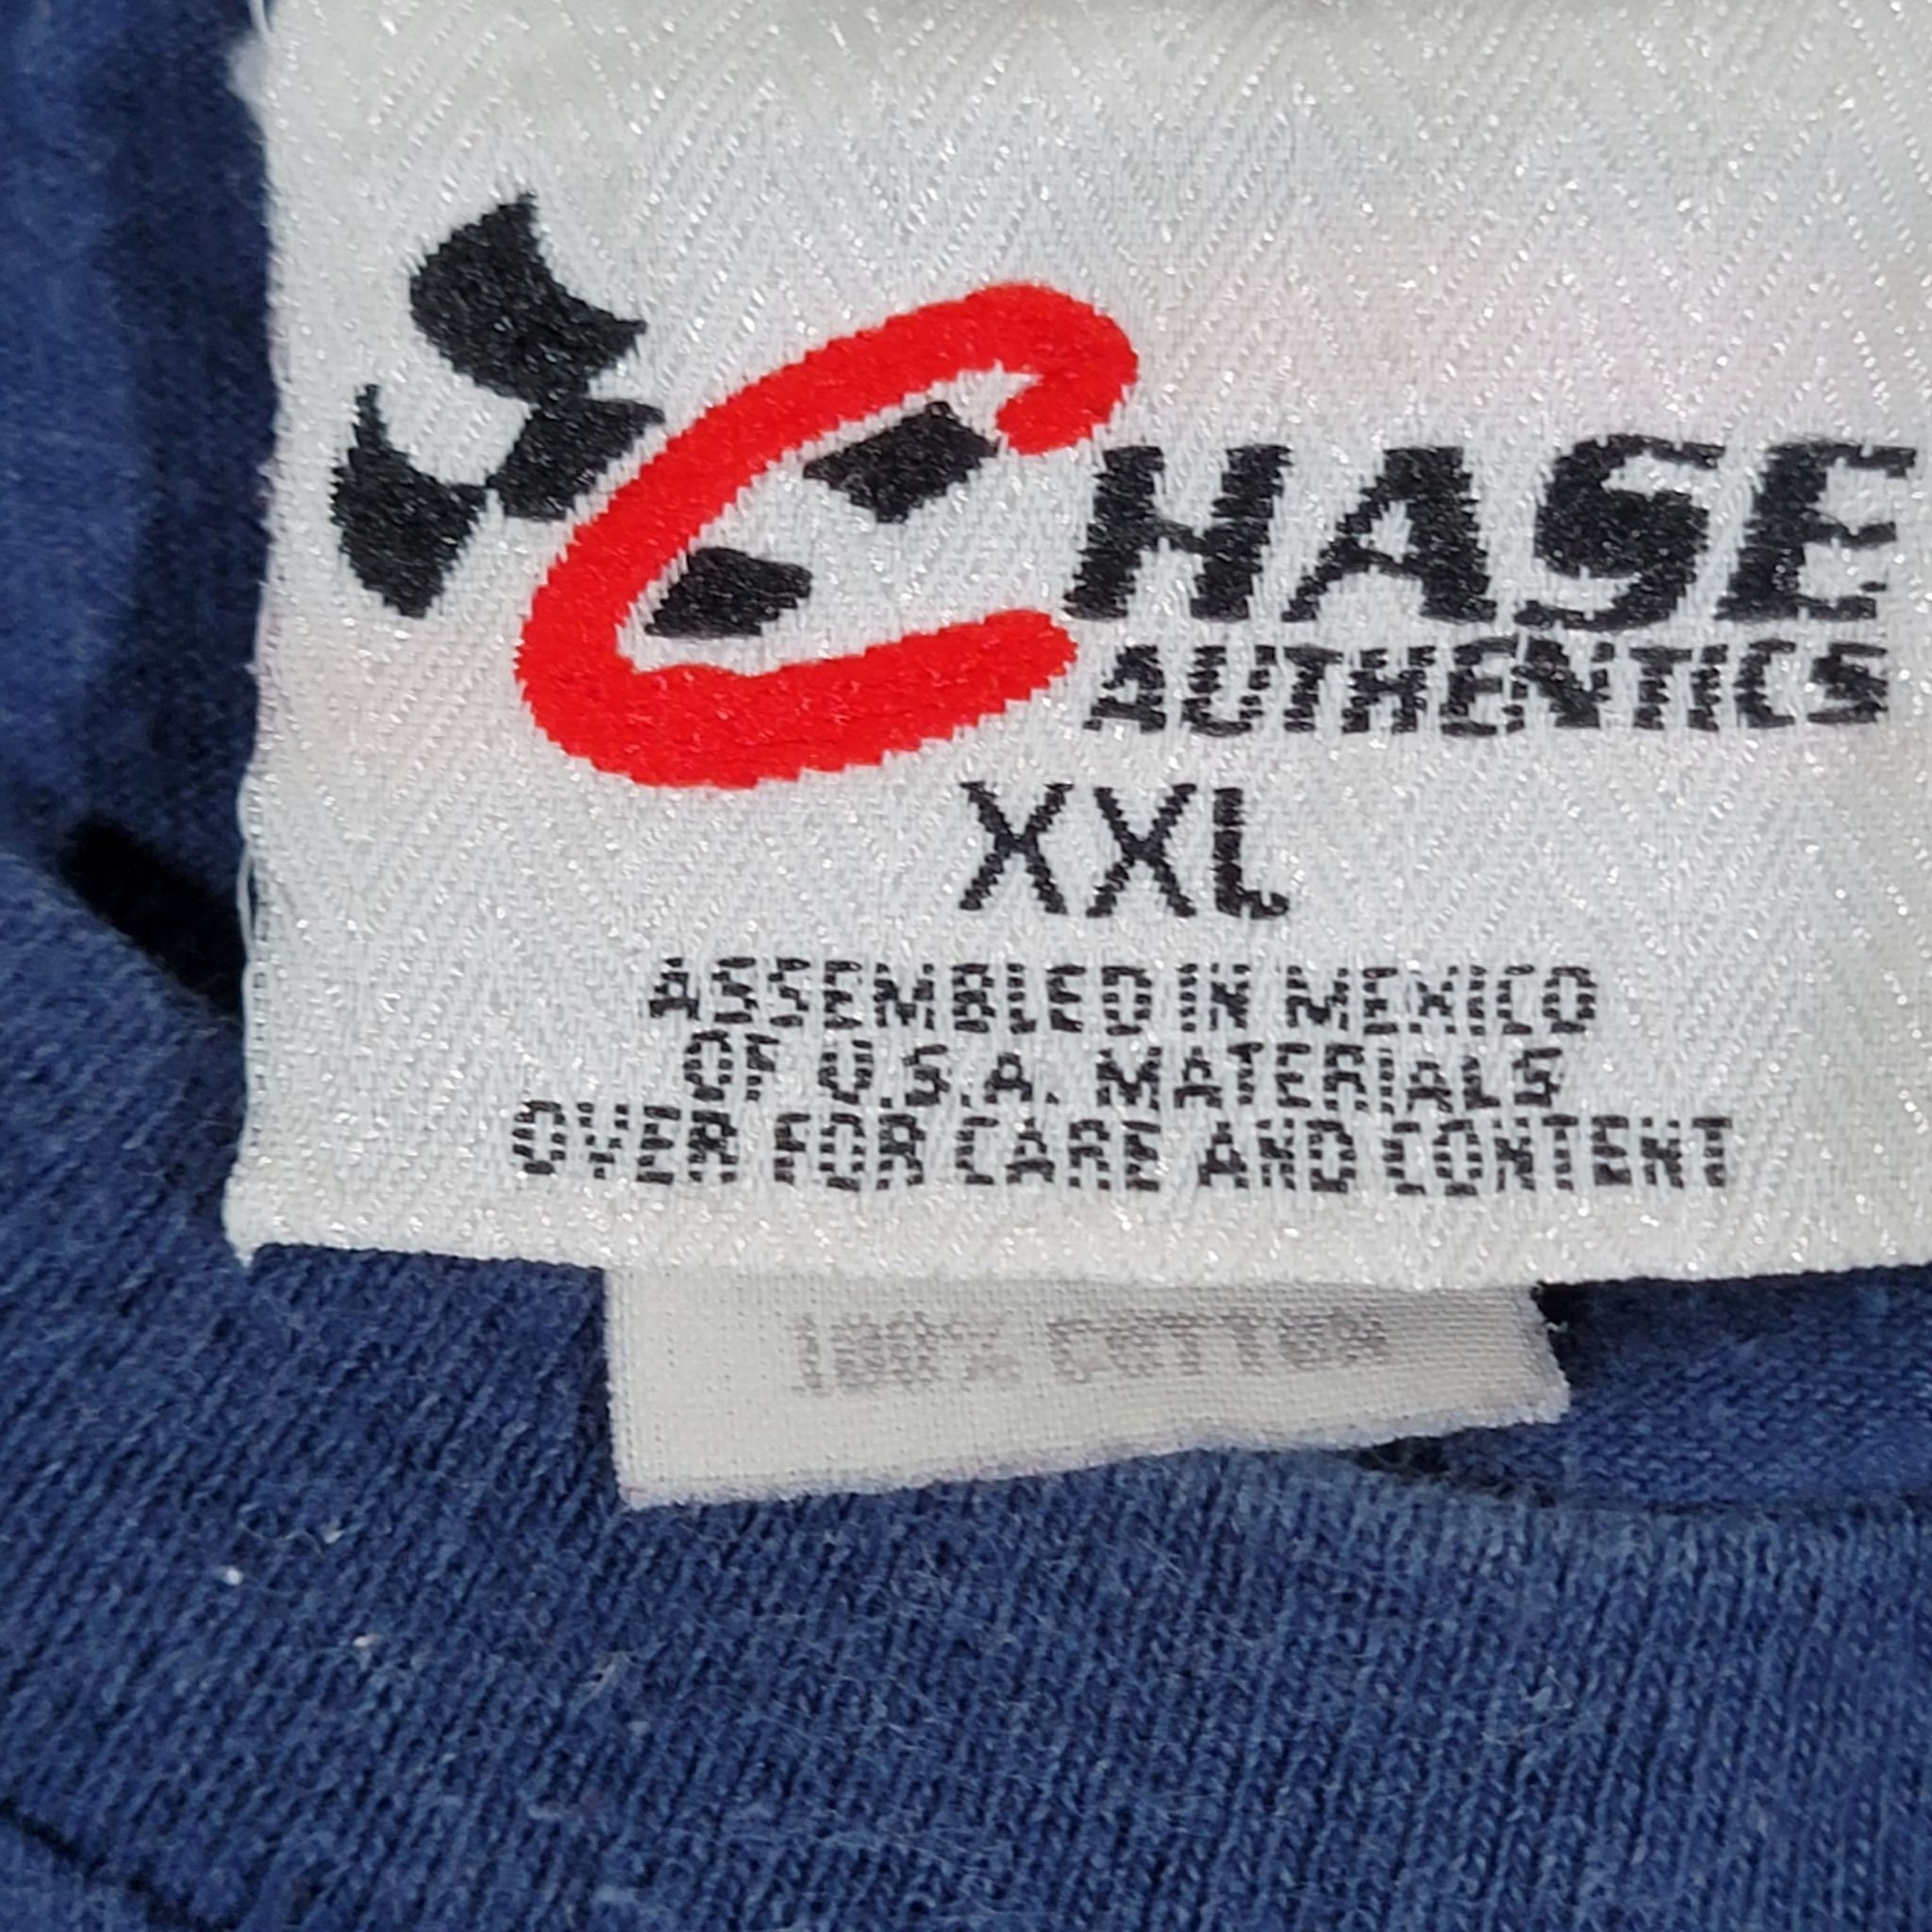 CHASE
AUTHENTICS
XXL
ASSEMBLED IN MEXICO
OF U.S.A. MATERIALS
OVER FOR CARE AND CONTENT
100% COTTON